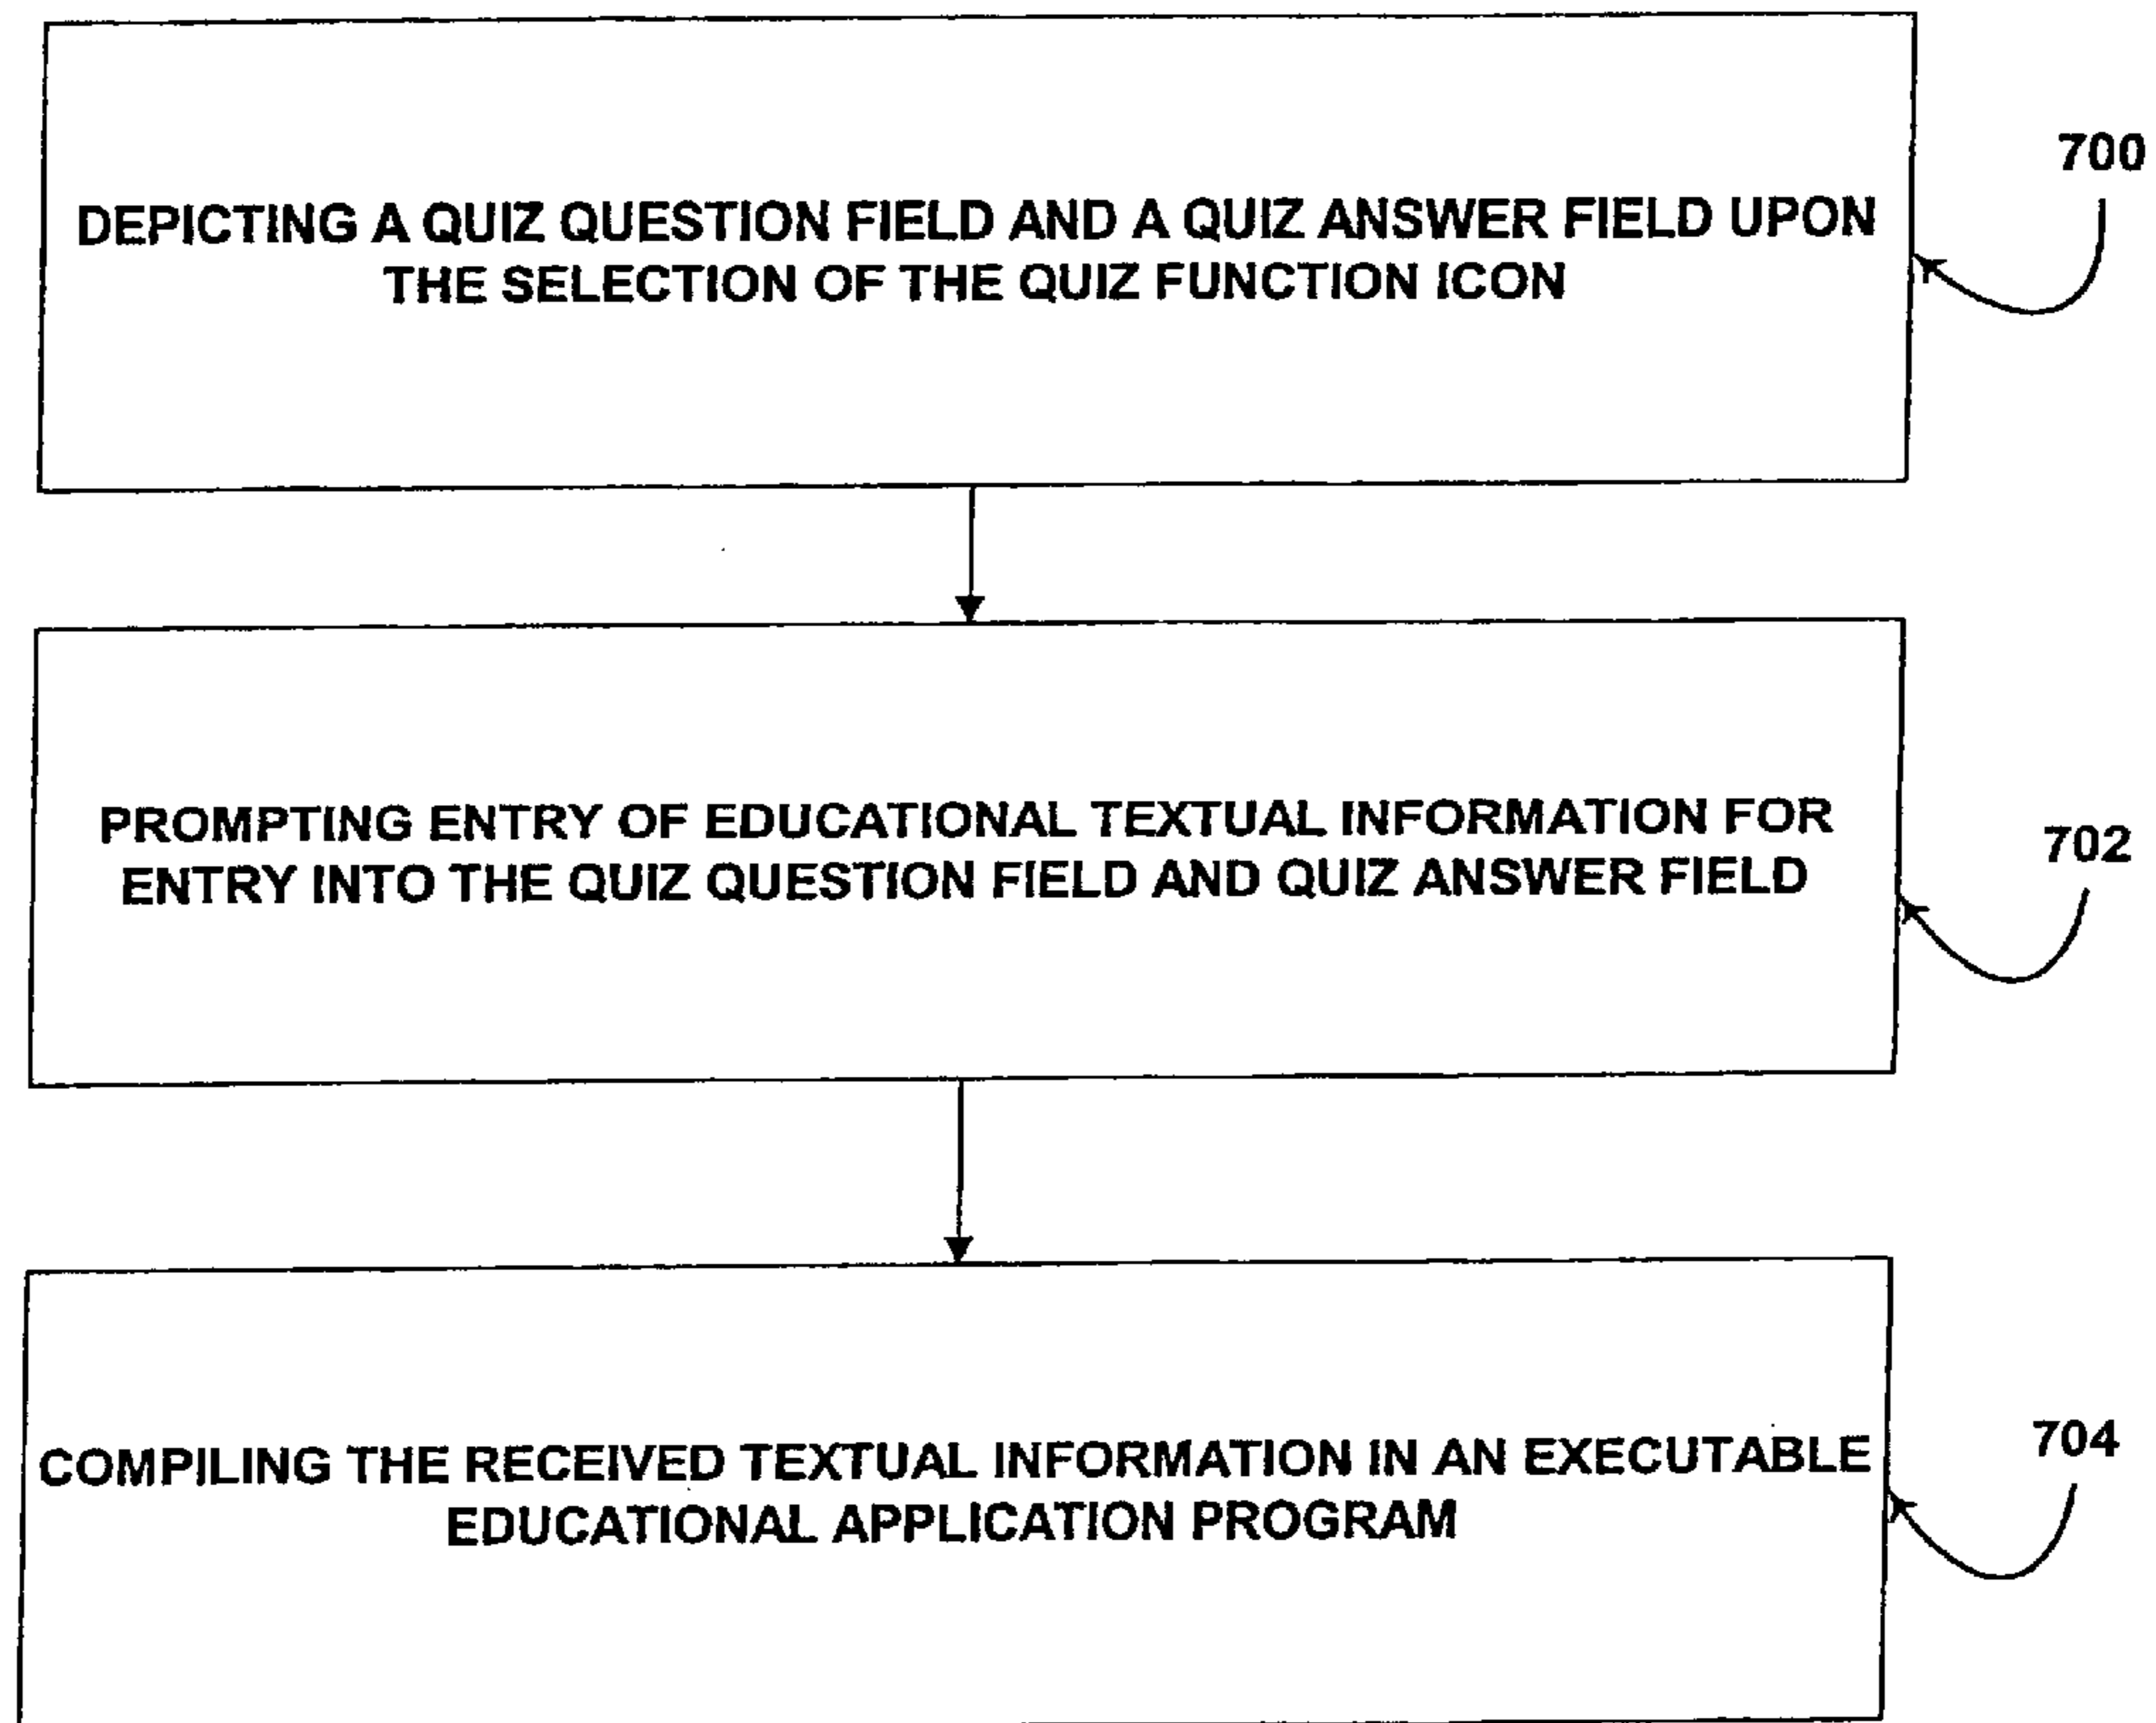 DEPICTING A QUIZ QUESTION FIELD AND A QUIZ ANSWER FIELD UPON
THE SELECTION OF THE QUIZ FUNCTION ICON
700
PROMPTING ENTRY OF EDUCATIONAL TEXTUAL INFORMATION FOR
ENTRY INTO THE QUIZ QUESTION FIELD AND QUIZ ANSWER FIELD
702
COMPILING THE RECEIVED TEXTUAL INFORMATION IN AN EXECUTABLE
EDUCATIONAL APPLICATION PROGRAM
704